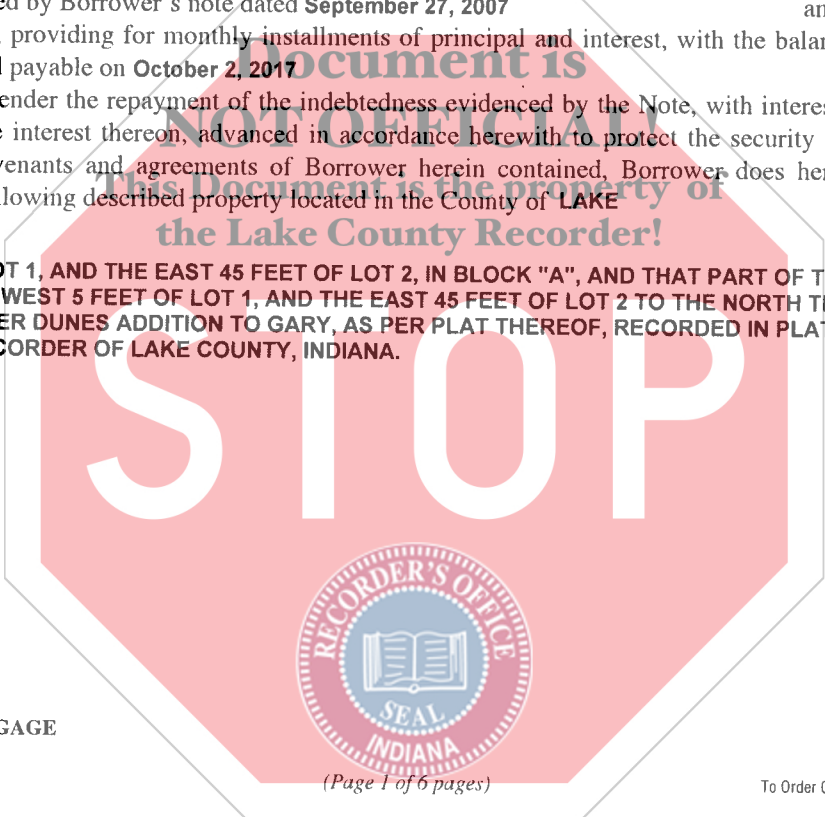 ed by Borrower's note dated September 27, 2007 an
providing for monthly installments of principal and interest, with the balan
payable on October 2, 2017
Document is
ender the repayment of the indebtedness evidenced by the Note, with interes
NOT OFFICIAL!
e interest thereon, advanced in accordance herewith to protect the security
venants and agreements of Borrower herein contained, Borrower does her
This Document is the property of
llowing described property located in the County of LAKE
the Lake County Recorder!
OT 1, AND THE EAST 45 FEET OF LOT 2, IN BLOCK "A", AND THAT PART OF T
WEST 5 FEET OF LOT 1, AND THE EAST 45 FEET OF LOT 2 TO THE NORTH T
ER DUNES ADDITION TO GARY, AS PER PLAT THEREOF, RECORDED IN PLAT
CORDER OF LAKE COUNTY, INDIANA.
STOP
RECORDER'S OFFICE
SEAL
INDIANA
GAGE
(Page 1 of 6 pages)
To Order C